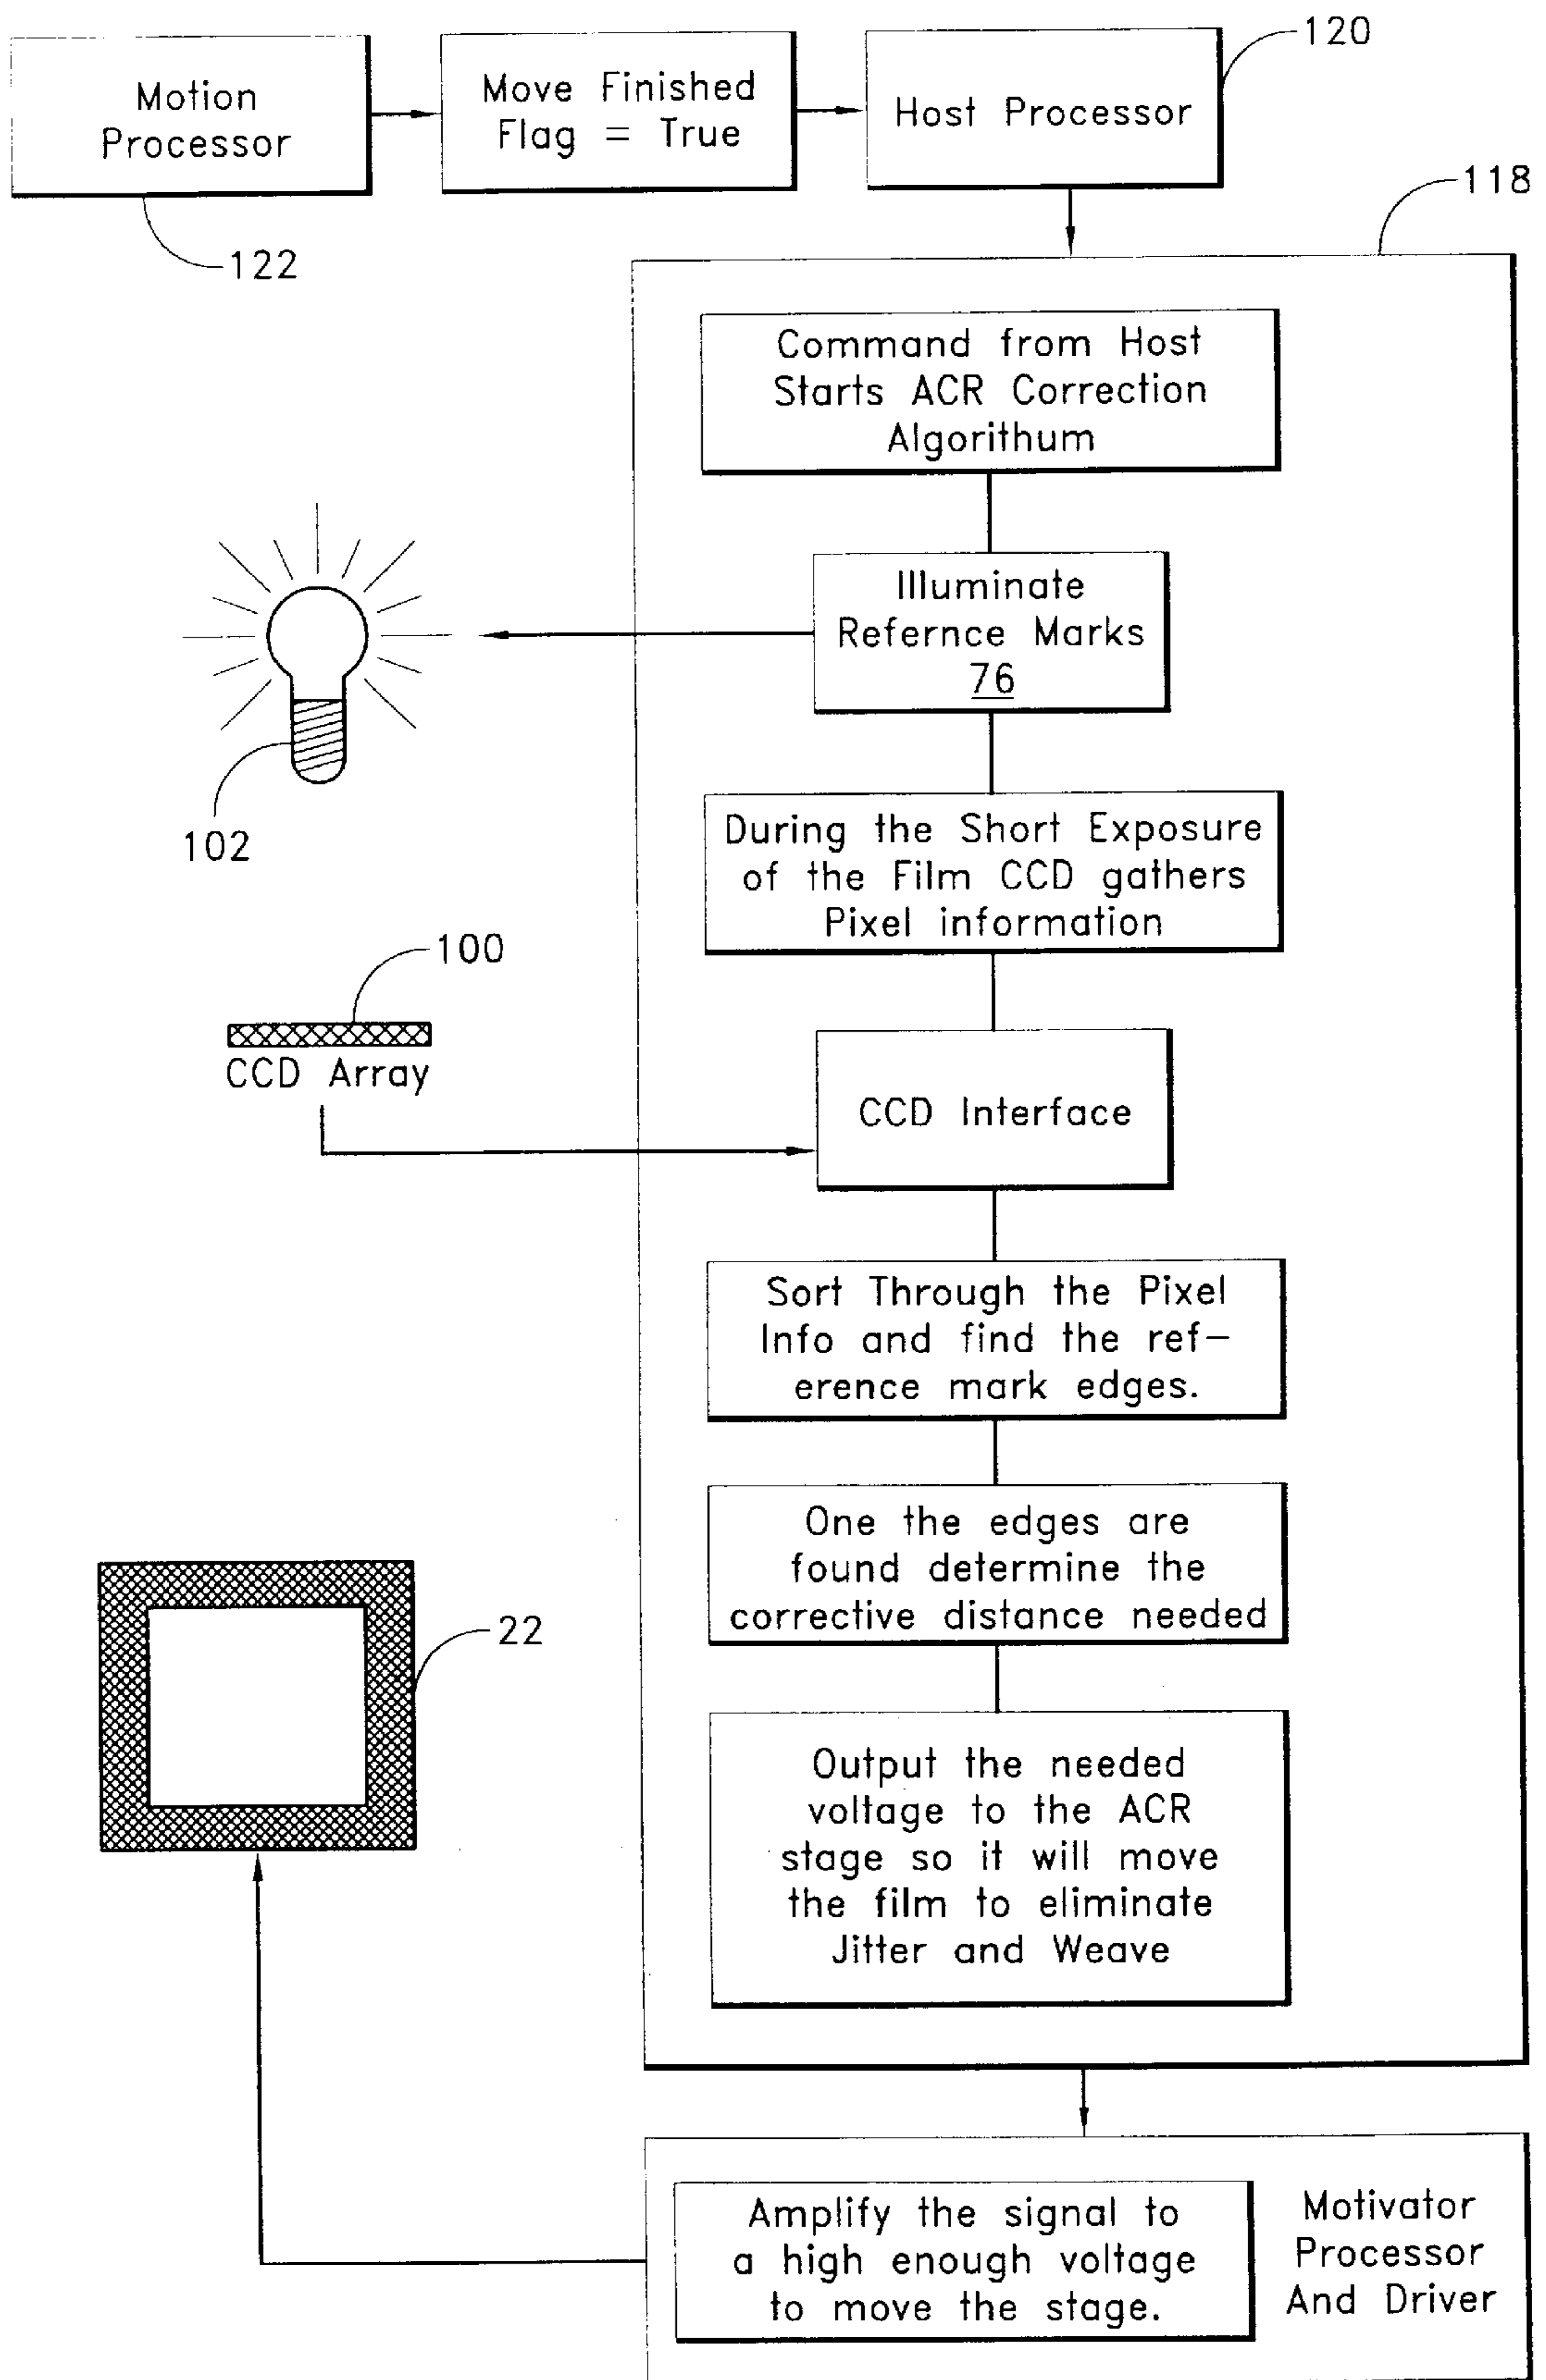 120
Motion
Processor
Move Finished
Flag = True
Host Processor
118
122
Command from Host
Starts ACR Correction
Algorithum
Illuminate
Refernce Marks
76
102
During the Short Exposure
of the Film CCD gathers
Pixel information
100
CCD Array
CCD Interface
Sort Through the Pixel
Info and find the ref-
erence mark edges.
One the edges are
found determine the
corrective distance needed
22
Output the needed
voltage to the ACR
stage so it will move
the film to eliminate
Jitter and Weave
Amplify the signal to
a high enough voltage
to move the stage.
Motivator
Processor
And Driver